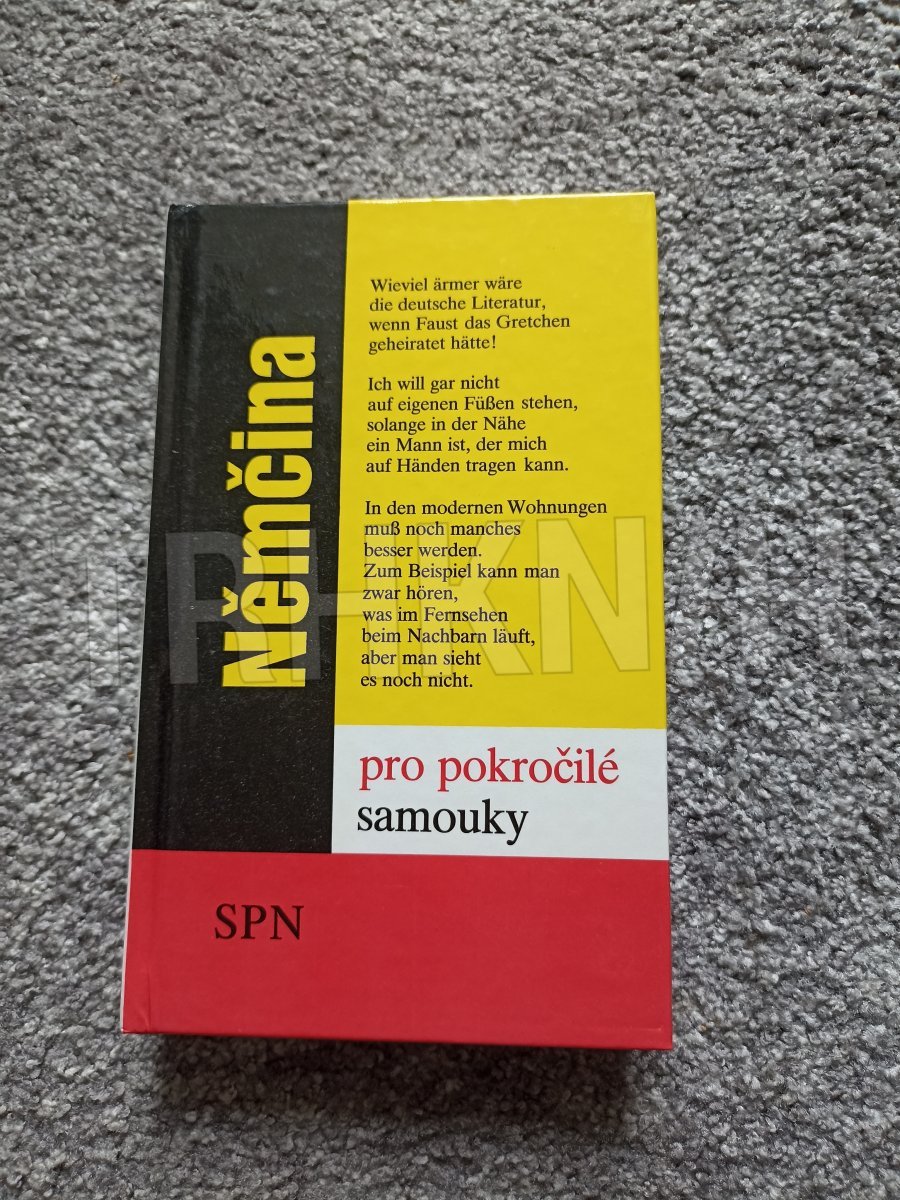 Němčina
Wieviel ärmer wäre
die deutsche Literatur,
wenn Faust das Gretchen
geheiratet hätte!
Ich will gar nicht
auf eigenen Füßen stehen,
solange in der Nähe
ein Mann ist, der mich
auf Händen tragen kann.
In den modernen Wohnungen
muß noch manches
besser werden.
Zum Beispiel kann man
zwar hören,
was im Fernsehen
beim Nachbarn läuft,
aber man sieht
es noch nicht.
pro pokročilé
samouky
SPN